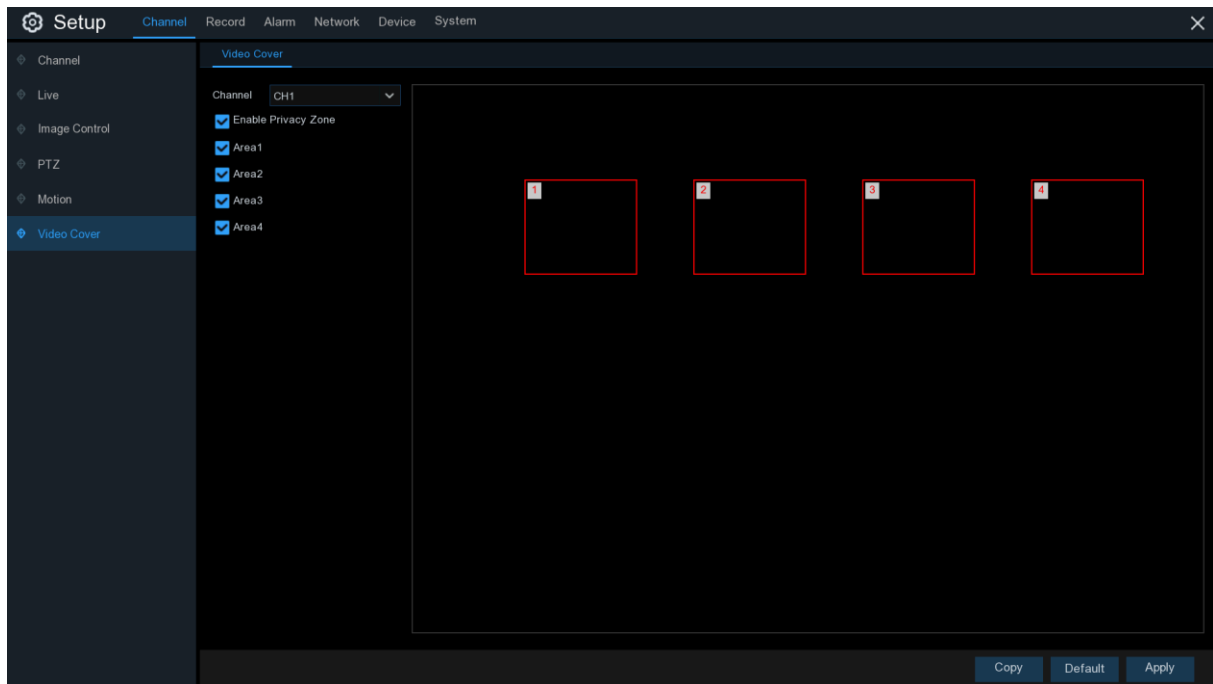 Setup Channel Record Alarm Network Device System
Channel
Live
Image Control
PTZ
Motion
Video Cover
Video Cover
Channel CH1
Enable Privacy Zone
Area1
Area2
Area3
Area4
1 2 3 4
Copy Default Apply